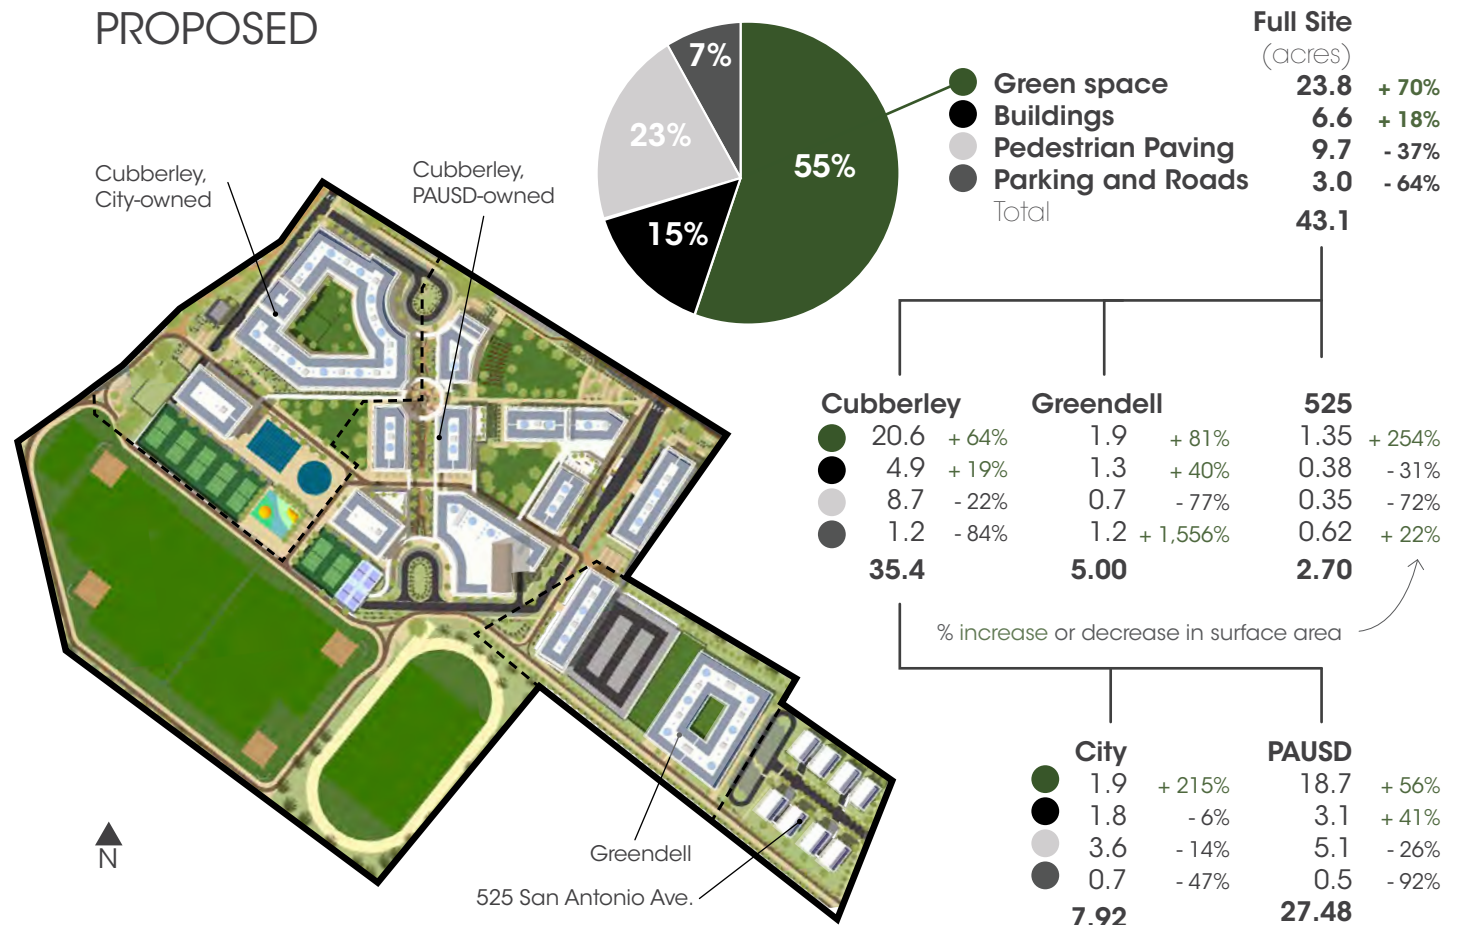 PROPOSED
Cubberley,
City-owned
Cubberley,
PAUSD-owned
7%
23%
55%
15%
Full Site
(acres)
Green space 23.8 + 70%
Buildings 6.6 + 18%
Pedestrian Paving 9.7 - 37%
Parking and Roads 3.0 - 64%
Total 43.1
Cubberley Greendell 525
20.6 + 64% 1.9 + 81% 1.35 + 254%
4.9 + 19% 1.3 + 40% 0.38 - 31%
8.7 - 22% 0.7 - 77% 0.35 - 72%
1.2 - 84% 1.2 + 1,556% 0.62 + 22%
35.4 5.00 2.70
% increase or decrease in surface area
City PAUSD
1.9 + 215% 18.7 + 56%
1.8 - 6% 3.1 + 41%
3.6 - 14% 5.1 - 26%
0.7 - 47% 0.5 - 92%
7.92 27.48
N
Greendell
525 San Antonio Ave.